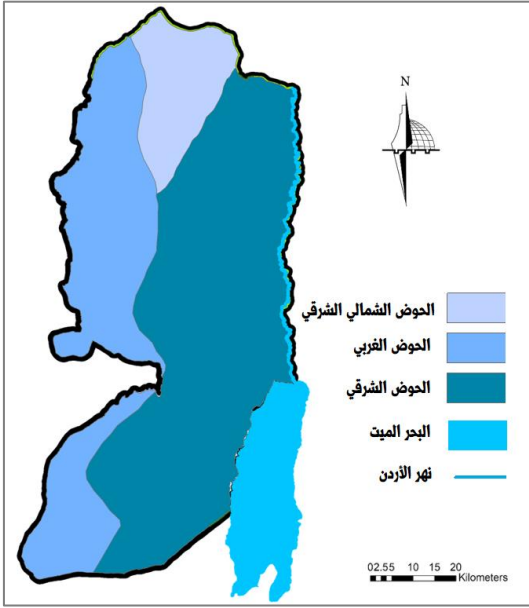 N
الحوض الشمالي الشرقي
الحوض الغربي
الحوض الشرقي
البحر الميت
نهر الأردن
02.55 10 15 20
Kilometers